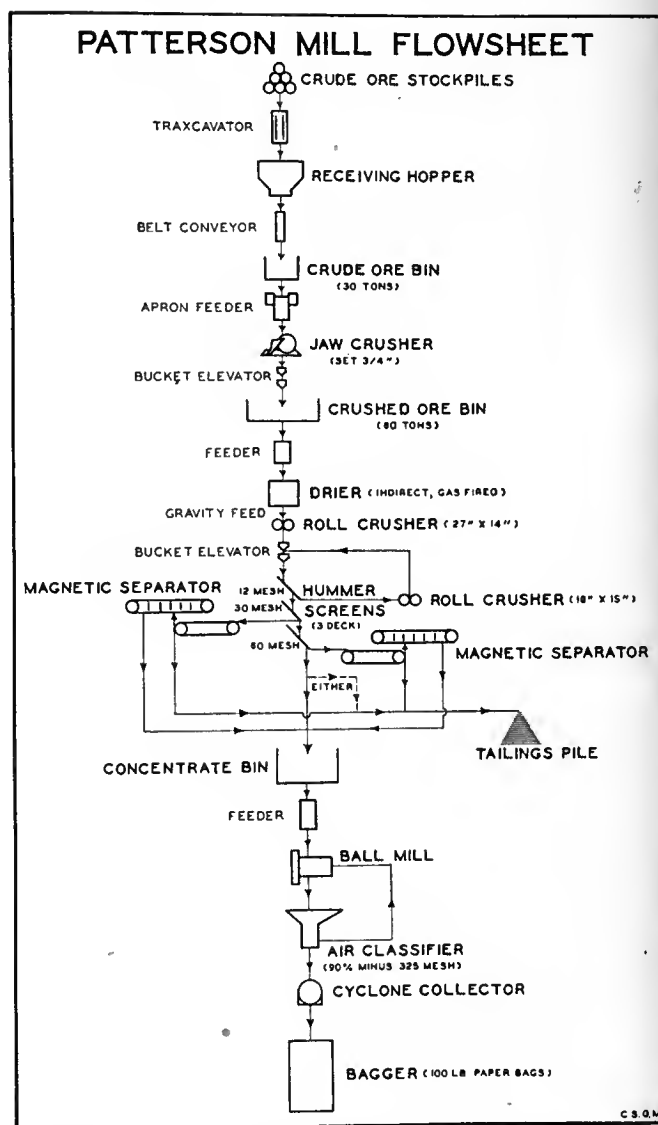 PATTERSON MILL FLOWSHEET
CRUDE ORE STOCKPILES
TRAXCAVATOR
RECEIVING HOPPER
BELT CONVEYOR
CRUDE ORE BIN
(30 TONS)
APRON FEEDER
JAW CRUSHER
(SET 3/4")
BUCKET ELEVATOR
CRUSHED ORE BIN
(80 TONS)
FEEDER
DRIER (INDIRECT, GAS FIRED)
GRAVITY FEED
ROLL CRUSHER (27" X 14")
BUCKET ELEVATOR
MAGNETIC SEPARATOR
12 MESH
HUMMER
SCREENS
(3 DECK)
ROLL CRUSHER (18" X 15")
30 MESH
60 MESH
MAGNETIC SEPARATOR
EITHER
TAILINGS PILE
CONCENTRATE BIN
FEEDER
BALL MILL
AIR CLASSIFIER
(90% MINUS 325 MESH)
CYCLONE COLLECTOR
BAGGER (100 LB PAPER BAGS)
C.S.G.M